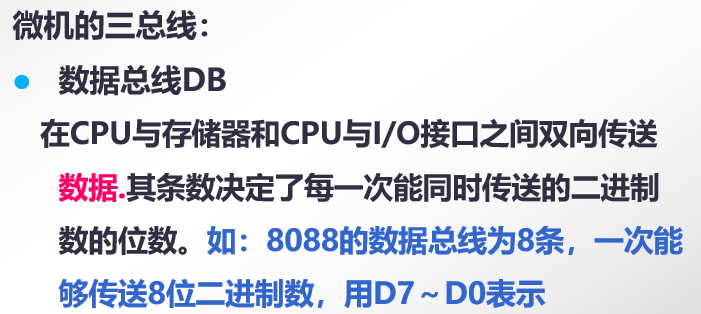 微机的三总线：
● 数据总线DB
在CPU与存储器和CPU与I/O接口之间双向传送
数据.其条数决定了每一次能同时传送的二进制
数的位数。如：8088的数据总线为8条，一次能
够传送8位二进制数，用D7～D0表示